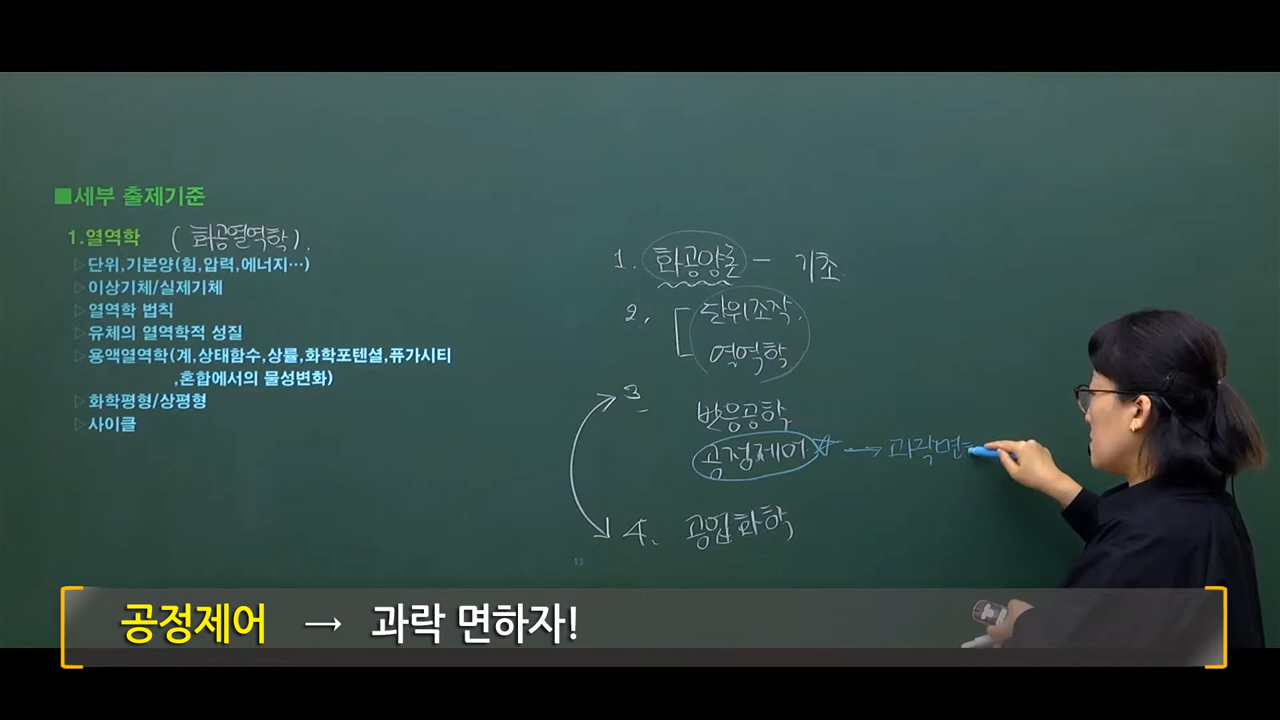 ■세부 출제기준
1.열역학 (화공열역학).
▷단위,기본양(힘,압력,에너지…)
▷이상기체/실제기체
▷열역학 법칙
▷유체의 열역학적 성질
▷용액열역학(계,상태함수,상률,화학포텐셜,퓨가시티
,혼합에서의 물성변화)
▷화학평형/상평형
▷사이클
1. 화공양론 - 기초.
2. 단위조작.
열역학
3. 반응공학
공정제어 ☆ → 과락면
4. 공업화학
13
공정제어 → 과락 면하자!